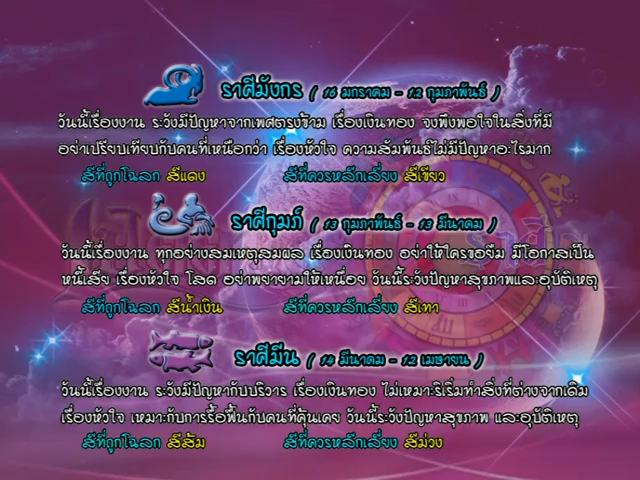 ราศีมังกร ( 16 มกราคม - 12 กุมภาพันธ์ )
วันนี้เรื่องงาน ระวังมีปัญหาจากเพศตรงข้าม เรื่องเงินทอง จงพึงพอใจในสิ่งที่มี
อย่าเปรียบเทียบกับคนที่เหนือกว่า เรื่องหัวใจ ความสัมพันธ์ไม่มีปัญหาอะไรมาก
สีที่ถูกโฉลก สีแดง สีที่ควรหลีกเลี่ยง สีเขียว
ราศีกุมภ์ ( 13 กุมภาพันธ์ - 13 มีนาคม )
วันนี้เรื่องงาน ทุกอย่างสมเหตุสมผล เรื่องเงินทอง อย่าให้ใครขอยืม มีโอกาสเป็น
หนี้เสีย เรื่องหัวใจ โสด อย่าพยายามให้เหนื่อย วันนี้ระวังปัญหาสุขภาพและอุบัติเหตุ
สีที่ถูกโฉลก สีน้ำเงิน สีที่ควรหลีกเลี่ยง สีเทา
ราศีมีน ( 14 มีนาคม - 12 เมษายน )
วันนี้เรื่องงาน ระวังมีปัญหากับบริวาร เรื่องเงินทอง ไม่เหมาะริเริ่มทำสิ่งที่ต่างจากเดิม
เรื่องหัวใจ เหมาะกับการรื้อฟื้นกับคนที่คุ้นเคย วันนี้ระวังปัญหาสุขภาพ และอุบัติเหตุ
สีที่ถูกโฉลก สีส้ม สีที่ควรหลีกเลี่ยง สีม่วง